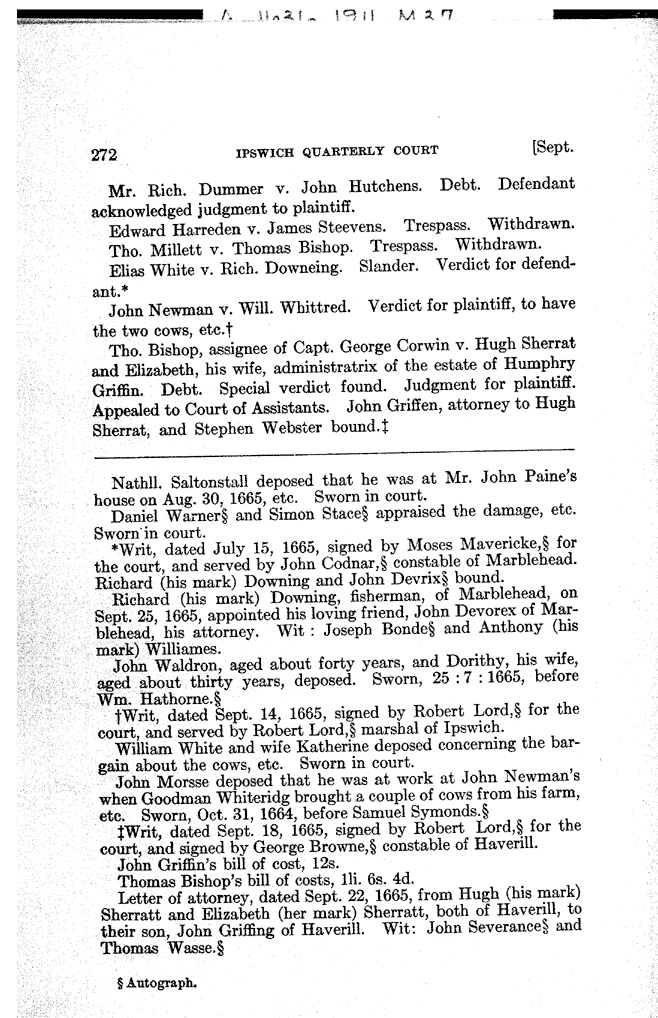 1911 M27
272 IPSWICH QUARTERLY COURT [Sept.
Mr. Rich. Dummer v. John Hutchens. Debt. Defendant
acknowledged judgment to plaintiff.
Edward Harreden v. James Steevens. Trespass. Withdrawn.
Tho. Millett v. Thomas Bishop. Trespass. Withdrawn.
Elias White v. Rich. Downeing. Slander. Verdict for defend-
ant.*
John Newman v. Will. Whittred. Verdict for plaintiff, to have
the two cows, etc.†
Tho. Bishop, assignee of Capt. George Corwin v. Hugh Sherrat
and Elizabeth, his wife, administratrix of the estate of Humphry
Griffin. Debt. Special verdict found. Judgment for plaintiff.
Appealed to Court of Assistants. John Griffen, attorney to Hugh
Sherrat, and Stephen Webster bound.‡
Nathll. Saltonstall deposed that he was at Mr. John Paine's
house on Aug. 30, 1665, etc. Sworn in court.
Daniel Warner§ and Simon Stace§ appraised the damage, etc.
Sworn in court.
*Writ, dated July 15, 1665, signed by Moses Mavericke,§ for
the court, and served by John Codnar,§ constable of Marblehead.
Richard (his mark) Downing and John Devrix§ bound.
Richard (his mark) Downing, fisherman, of Marblehead, on
Sept. 25, 1665, appointed his loving friend, John Devorex of Mar-
blehead, his attorney. Wit : Joseph Bonde§ and Anthony (his
mark) Williames.
John Waldron, aged about forty years, and Dorithy, his wife,
aged about thirty years, deposed. Sworn, 25 : 7 : 1665, before
Wm. Hathorne.§
†Writ, dated Sept. 14, 1665, signed by Robert Lord,§ for the
court, and served by Robert Lord,§ marshal of Ipswich.
William White and wife Katherine deposed concerning the bar-
gain about the cows, etc. Sworn in court.
John Morsse deposed that he was at work at John Newman's
when Goodman Whiteridg brought a couple of cows from his farm,
etc. Sworn, Oct. 31, 1664, before Samuel Symonds.§
‡Writ, dated Sept. 18, 1665, signed by Robert Lord,§ for the
court, and signed by George Browne,§ constable of Haverill.
John Griffin's bill of cost, 12s.
Thomas Bishop's bill of costs, 1li. 6s. 4d.
Letter of attorney, dated Sept. 22, 1665, from Hugh (his mark)
Sherratt and Elizabeth (her mark) Sherratt, both of Haverill, to
their son, John Griffing of Haverill. Wit: John Severance§ and
Thomas Wasse.§
§ Autograph.